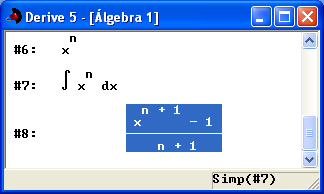 Derive 5 - [Álgebra 1]
#6: x^n
#7: ∫ x^n dx
#8: (x^(n + 1) - 1) / (n + 1)
Simp(#7)